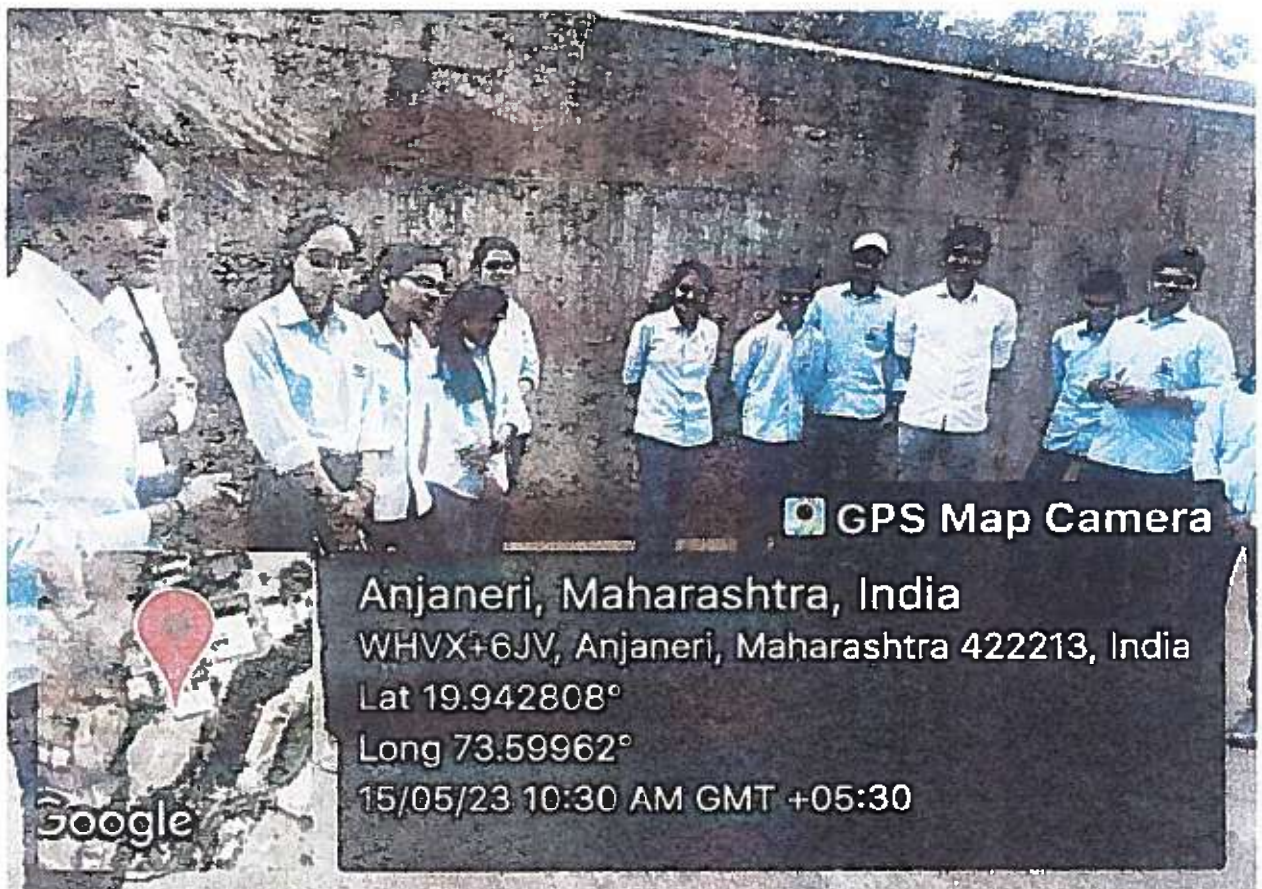 GPS Map Camera
Anjaneri, Maharashtra, India
WHVX+6JV, Anjaneri, Maharashtra 422213, India
Lat 19.942808°
Long 73.59962°
15/05/23 10:30 AM GMT +05:30
Google